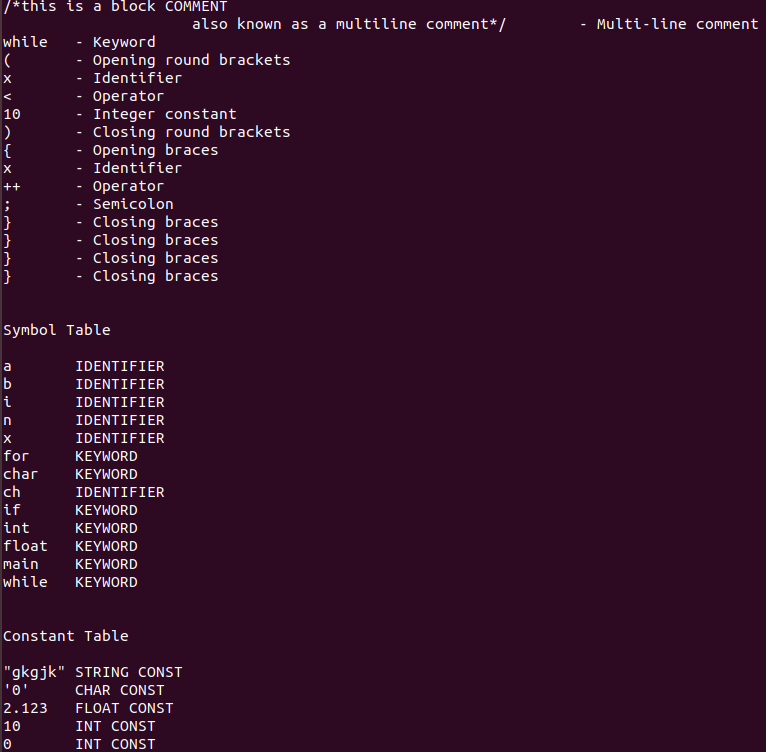 /*this is a block COMMENT
also known as a multiline comment*/ - Multi-line comment
while - Keyword
( - Opening round brackets
x - Identifier
< - Operator
10 - Integer constant
) - Closing round brackets
{ - Opening braces
x - Identifier
++ - Operator
; - Semicolon
} - Closing braces
} - Closing braces
} - Closing braces
} - Closing braces
Symbol Table
a IDENTIFIER
b IDENTIFIER
i IDENTIFIER
n IDENTIFIER
x IDENTIFIER
for KEYWORD
char KEYWORD
ch IDENTIFIER
if KEYWORD
int KEYWORD
float KEYWORD
main KEYWORD
while KEYWORD
Constant Table
"gkgjk" STRING CONST
'0' CHAR CONST
2.123 FLOAT CONST
10 INT CONST
0 INT CONST